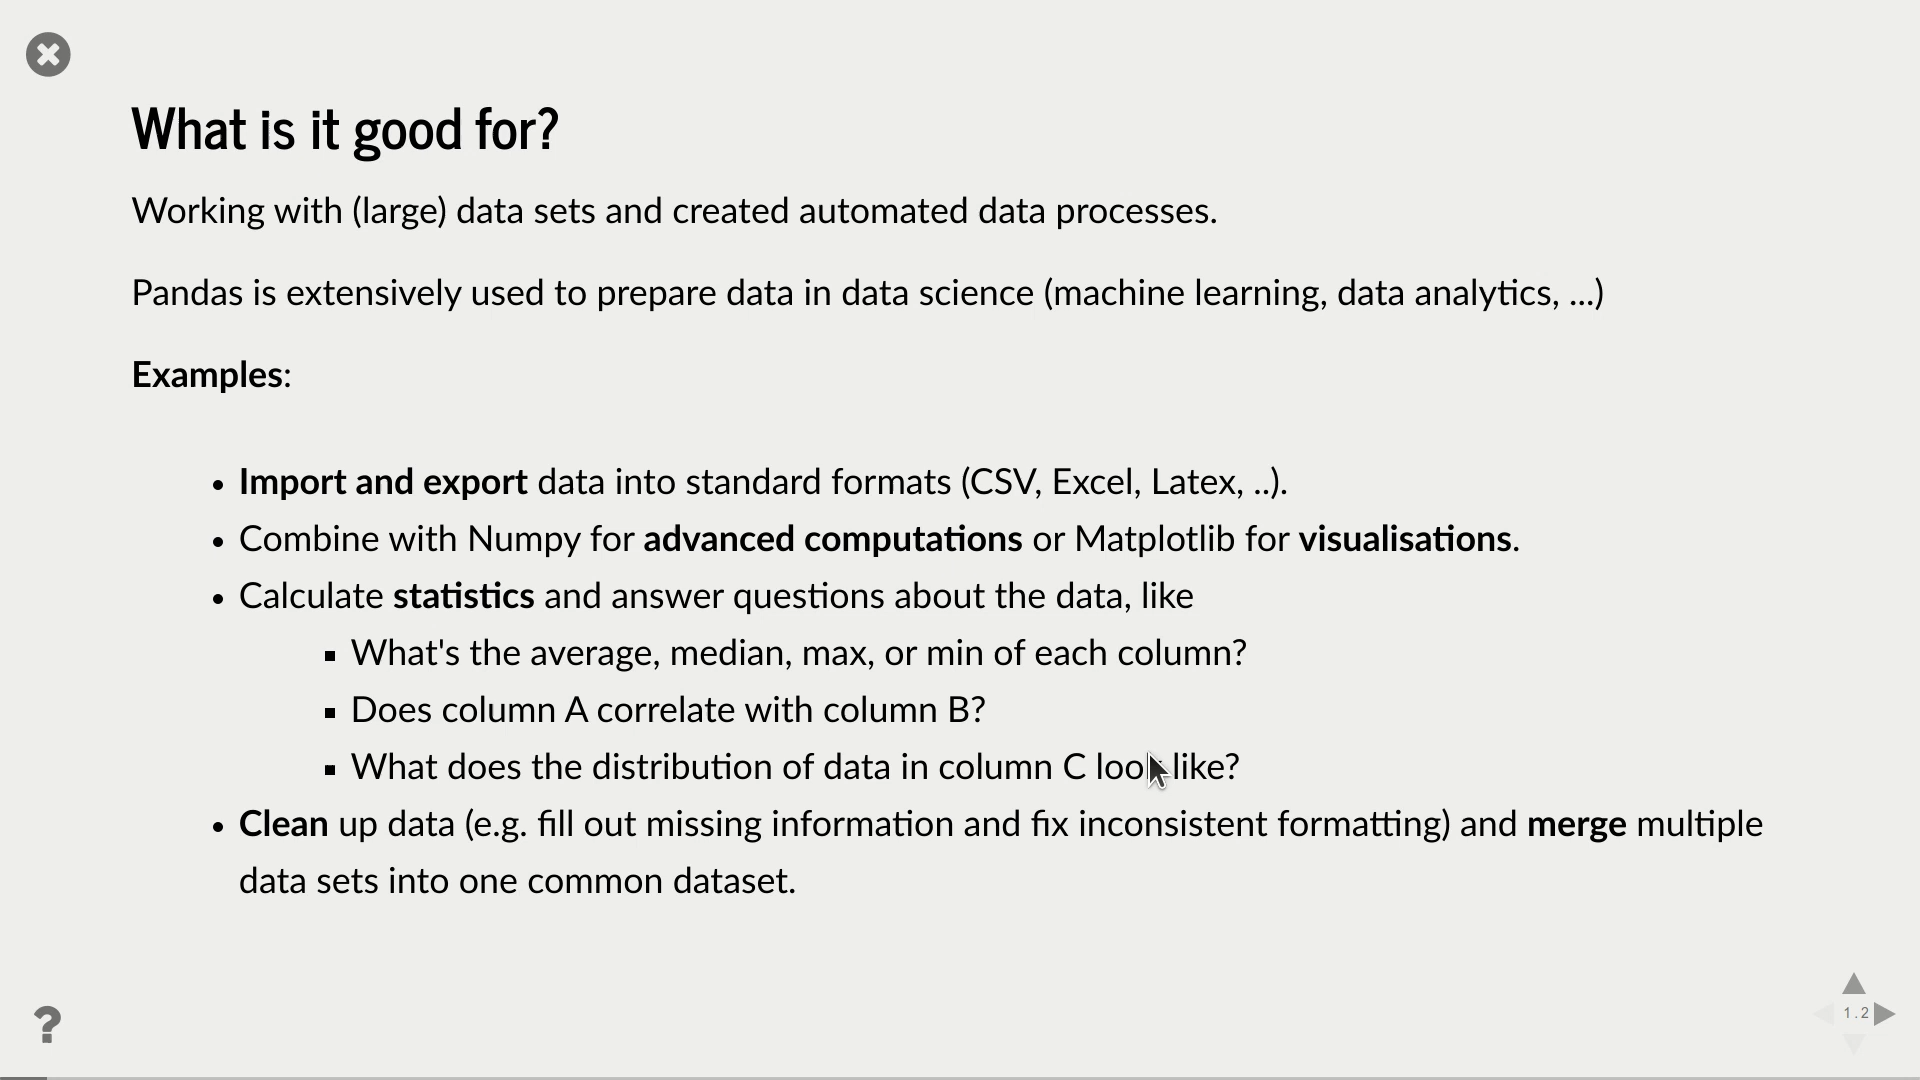 What is it good for?
Working with (large) data sets and created automated data processes.
Pandas is extensively used to prepare data in data science (machine learning, data analytics, ...)
Examples:
Import and export data into standard formats (CSV, Excel, Latex, ..).
Combine with Numpy for advanced computations or Matplotlib for visualisations.
Calculate statistics and answer questions about the data, like
What's the average, median, max, or min of each column?
Does column A correlate with column B?
What does the distribution of data in column C look like?
Clean up data (e.g. fill out missing information and fix inconsistent formatting) and merge multiple
data sets into one common dataset.
?
1.2